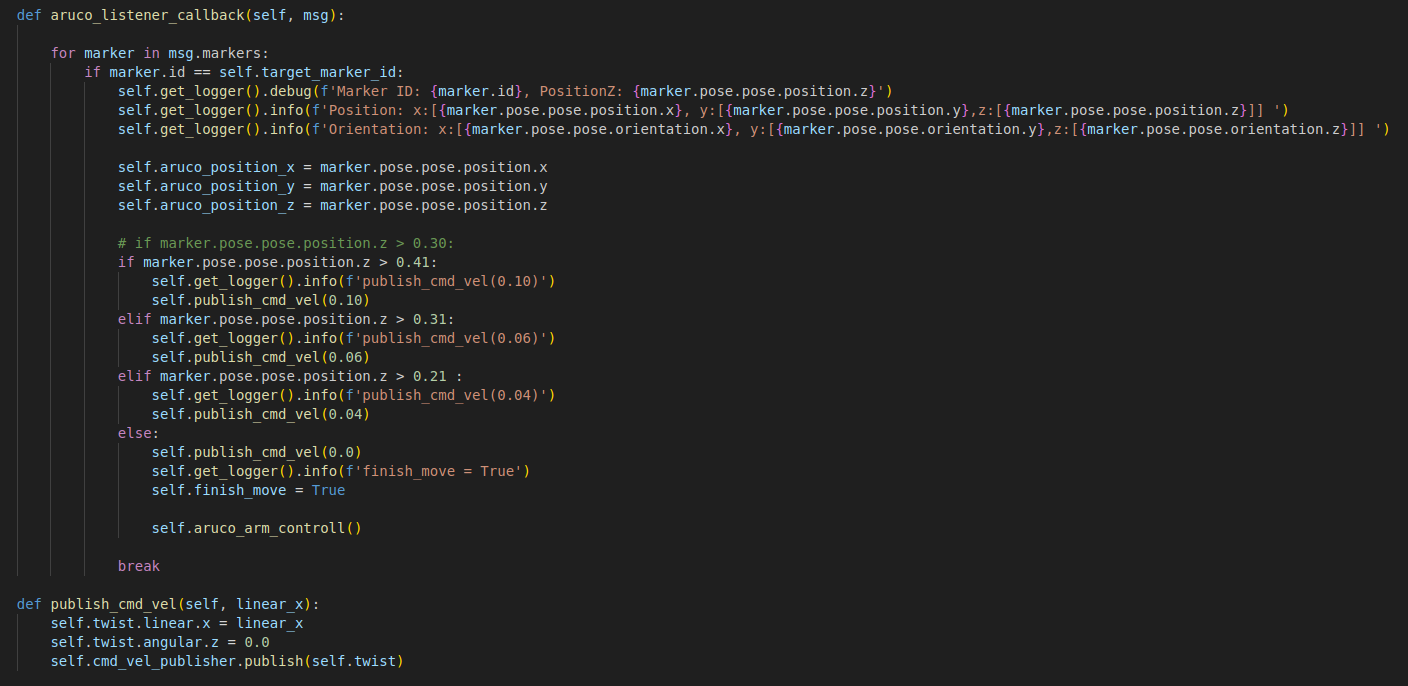 def aruco_listener_callback(self, msg):
for marker in msg.markers:
if marker.id == self.target_marker_id:
self.get_logger().debug(f'Marker ID: {marker.id}, PositionZ: {marker.pose.pose.position.z}')
self.get_logger().info(f'Position: x:[{marker.pose.pose.position.x}, y:[{marker.pose.pose.position.y},z:[{marker.pose.pose.position.z}]] ')
self.get_logger().info(f'Orientation: x:[{marker.pose.pose.orientation.x}, y:[{marker.pose.pose.orientation.y},z:[{marker.pose.pose.orientation.z}]] ')
self.aruco_position_x = marker.pose.pose.position.x
self.aruco_position_y = marker.pose.pose.position.y
self.aruco_position_z = marker.pose.pose.position.z
# if marker.pose.pose.position.z > 0.30:
if marker.pose.pose.position.z > 0.41:
self.get_logger().info(f'publish_cmd_vel(0.10)')
self.publish_cmd_vel(0.10)
elif marker.pose.pose.position.z > 0.31:
self.get_logger().info(f'publish_cmd_vel(0.06)')
self.publish_cmd_vel(0.06)
elif marker.pose.pose.position.z > 0.21 :
self.get_logger().info(f'publish_cmd_vel(0.04)')
self.publish_cmd_vel(0.04)
else:
self.publish_cmd_vel(0.0)
self.get_logger().info(f'finish_move = True')
self.finish_move = True
self.aruco_arm_controll()
break
def publish_cmd_vel(self, linear_x):
self.twist.linear.x = linear_x
self.twist.angular.z = 0.0
self.cmd_vel_publisher.publish(self.twist)